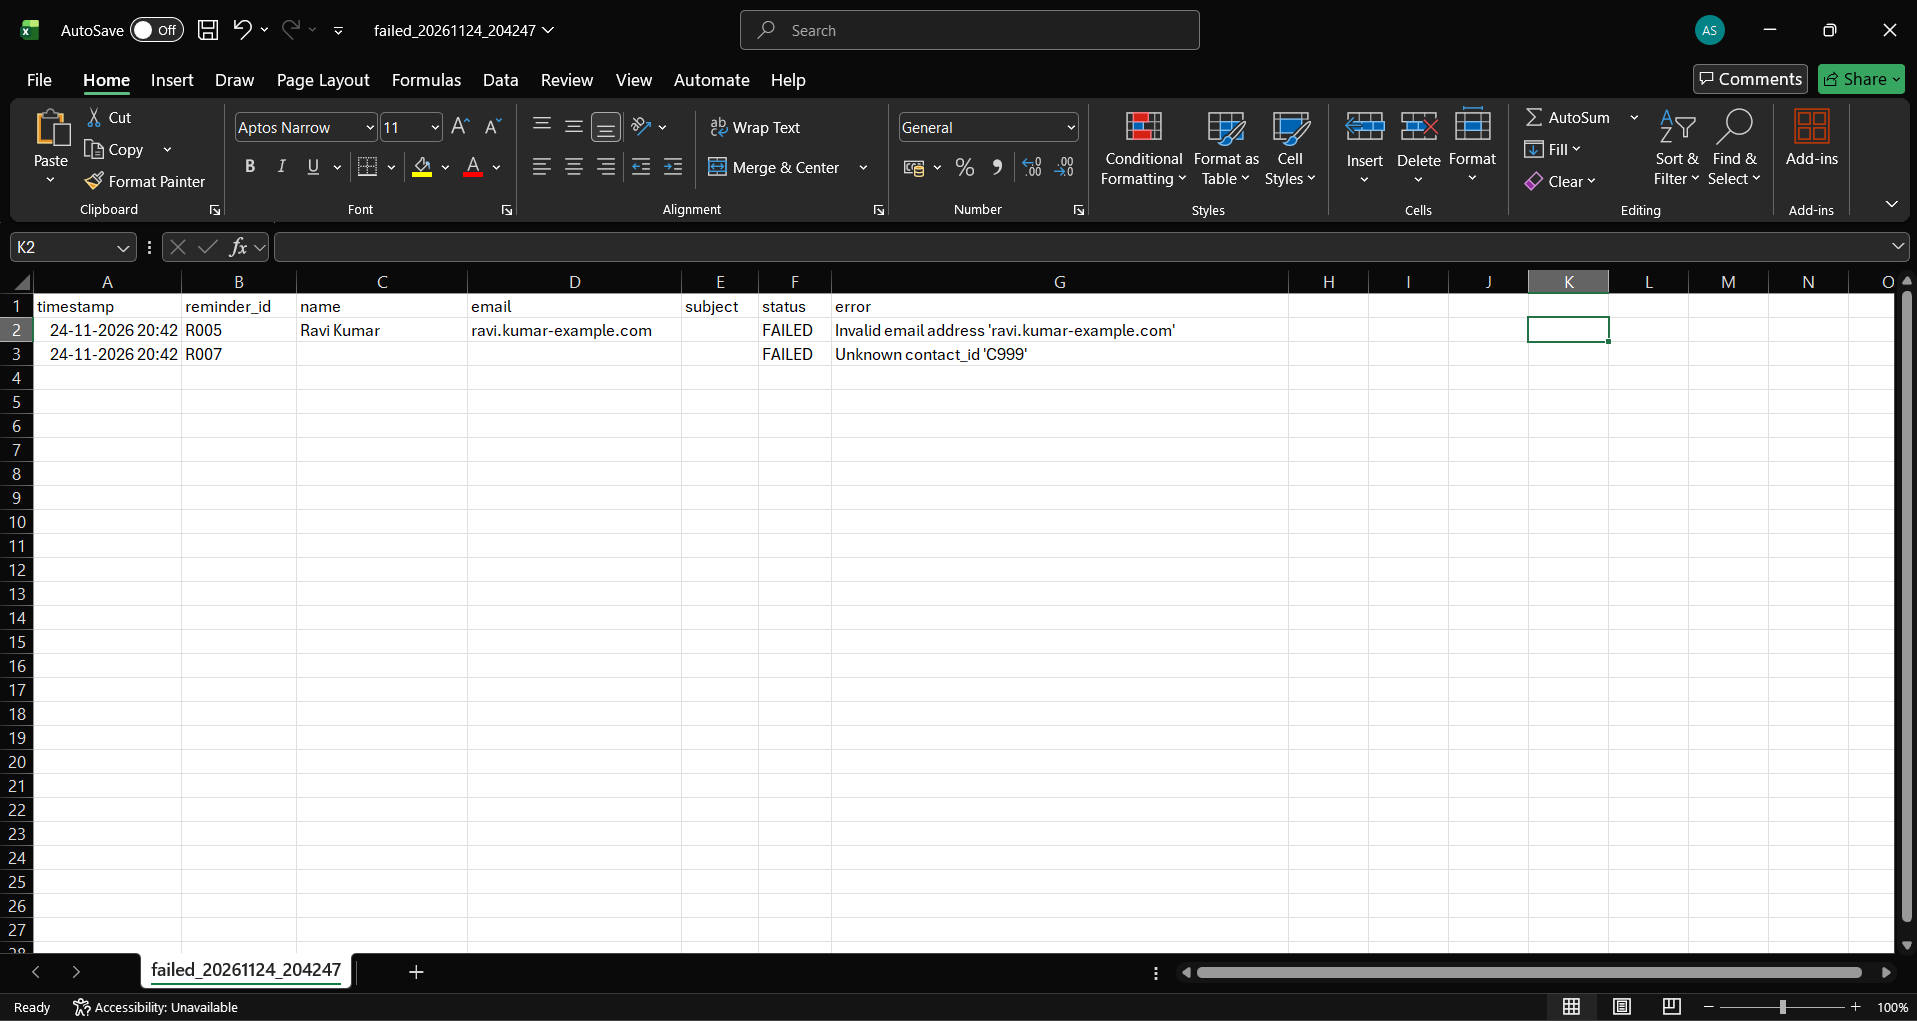 AutoSave Off failed_20261124_204247 Search AS
File Home Insert Draw Page Layout Formulas Data Review View Automate Help Comments Share
Paste Cut Copy Format Painter Clipboard
Aptos Narrow 11 A A B I U A Font
ab Wrap Text Merge & Center Alignment
General % 9 .00 .00 Number
Conditional Formatting Format as Table Cell Styles Styles
Insert Delete Format Cells
AutoSum Fill Clear Sort & Filter Find & Select Editing
Add-ins Add-ins
K2 fx
A B C D E F G H I J K L M N O
1 timestamp reminder_id name email subject status error
2 24-11-2026 20:42 R005 Ravi Kumar ravi.kumar-example.com FAILED Invalid email address 'ravi.kumar-example.com'
3 24-11-2026 20:42 R007 FAILED Unknown contact_id 'C999'
4
5
6
7
8
9
10
11
12
13
14
15
16
17
18
19
20
21
22
23
24
25
26
27
28
failed_20261124_204247
Ready Accessibility: Unavailable 100%